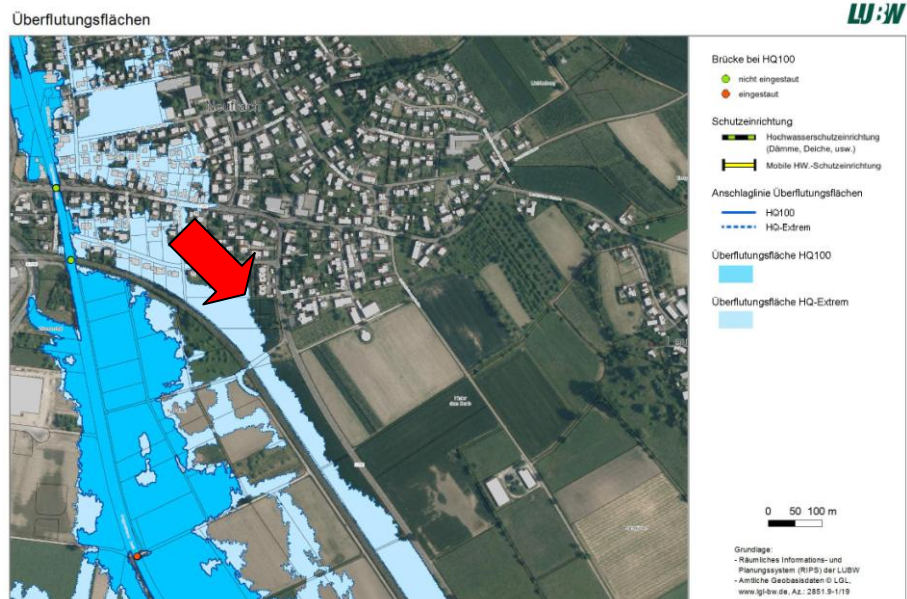 Überflutungsflächen
LUBW
Neufrach
Brücke bei HQ100
nicht eingestaut
eingestaut
Schutzeinrichtung
Hochwasserschutzeinrichtung
(Dämme, Deiche, usw.)
Mobile HW.-Schutzeinrichtung
Anschlaglinie Überflutungsflächen
HQ100
HQ-Extrem
Überflutungsfläche HQ100
Überflutungsfläche HQ-Extrem
0 50 100 m
Grundlage:
- Räumliches Informations- und
Planungssystem (RIPS) der LUBW
- Amtliche Geobasisdaten © LGL,
www.lgl-bw.de, Az.: 2851.9-1/19